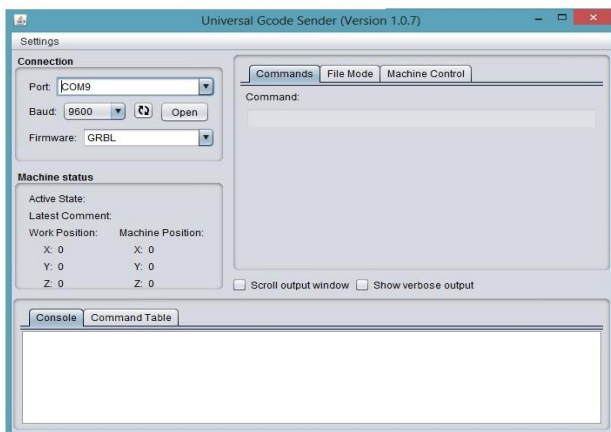 Universal Gcode Sender (Version 1.0.7)
Settings
Connection
Port: COM9
Baud: 9600 Open
Firmware: GRBL
Machine status
Active State:
Latest Comment:
Work Position: Machine Position:
X: 0 X: 0
Y: 0 Y: 0
Z: 0 Z: 0
Commands File Mode Machine Control
Command:
Scroll output window Show verbose output
Console Command Table